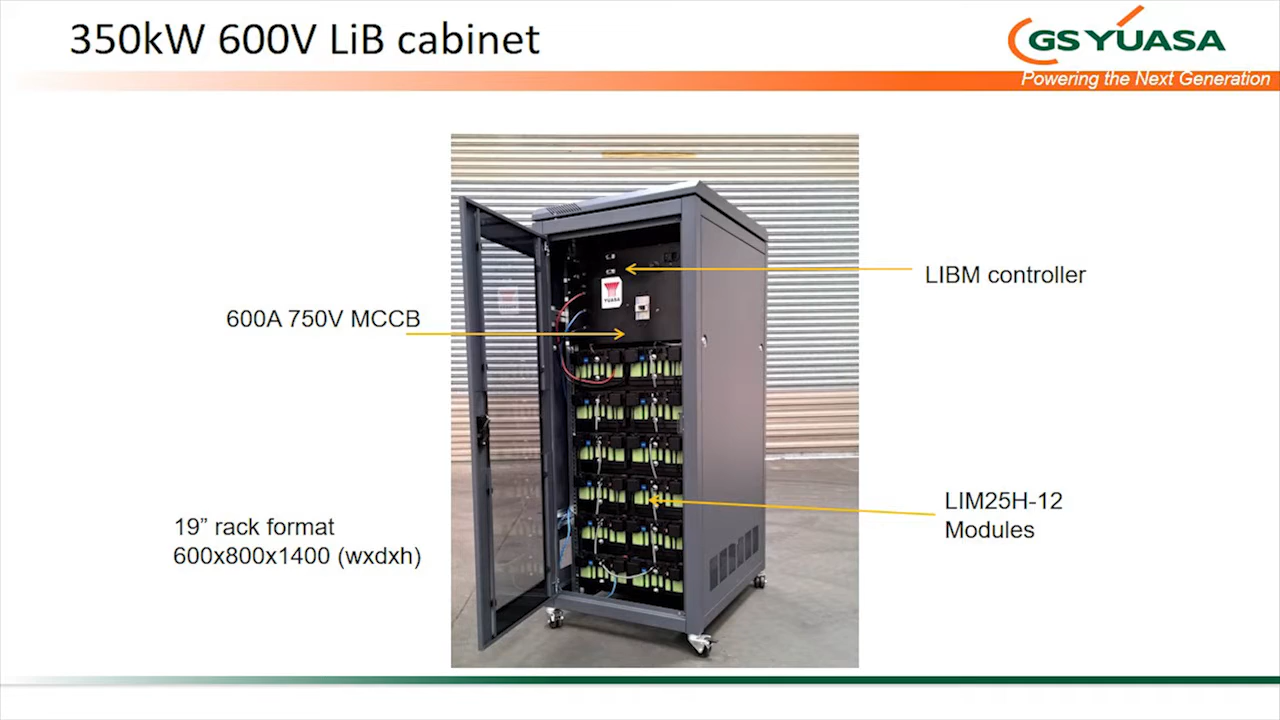 350kW 600V LiB cabinet
GS YUASA
Powering the Next Generation
LIBM controller
600A 750V MCCB
YUASA
LIM25H-12
Modules
19” rack format
600x800x1400 (wxdxh)